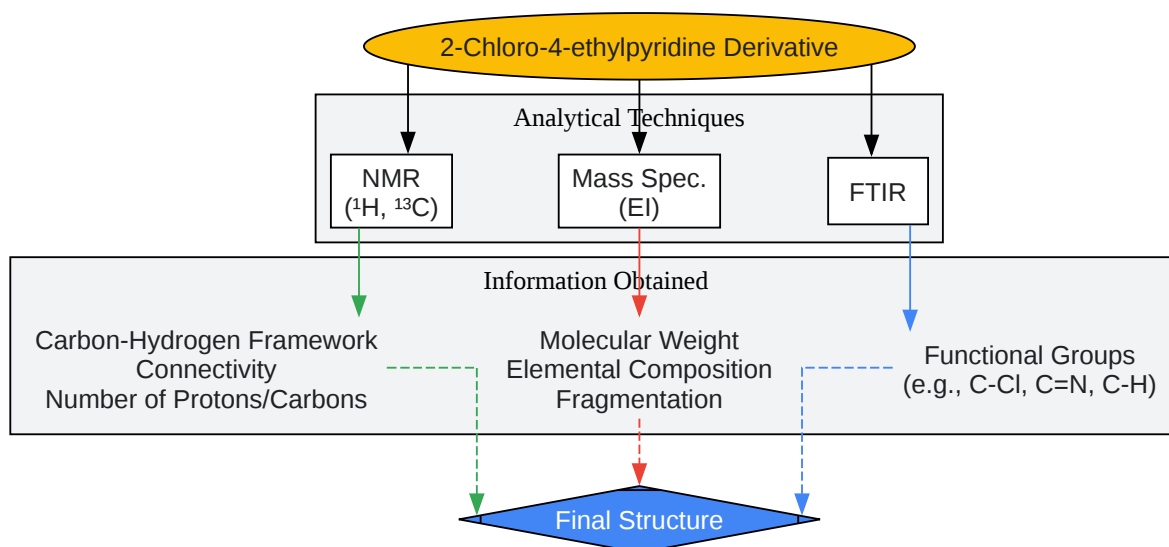 2-Chloro-4-ethylpyridine Derivative
Analytical Techniques
NMR
(¹H, ¹³C)
Mass Spec.
(EI)
FTIR
Information Obtained
Carbon-Hydrogen Framework
Connectivity
Number of Protons/Carbons
Molecular Weight
Elemental Composition
Fragmentation
Functional Groups
(e.g., C-Cl, C=N, C-H)
Final Structure